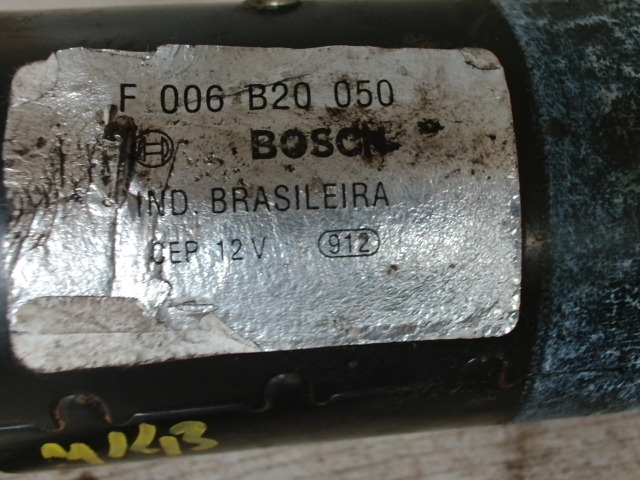 F 006 B20 050
BOSCH
IND. BRASILEIRA
CEP 12 V 912